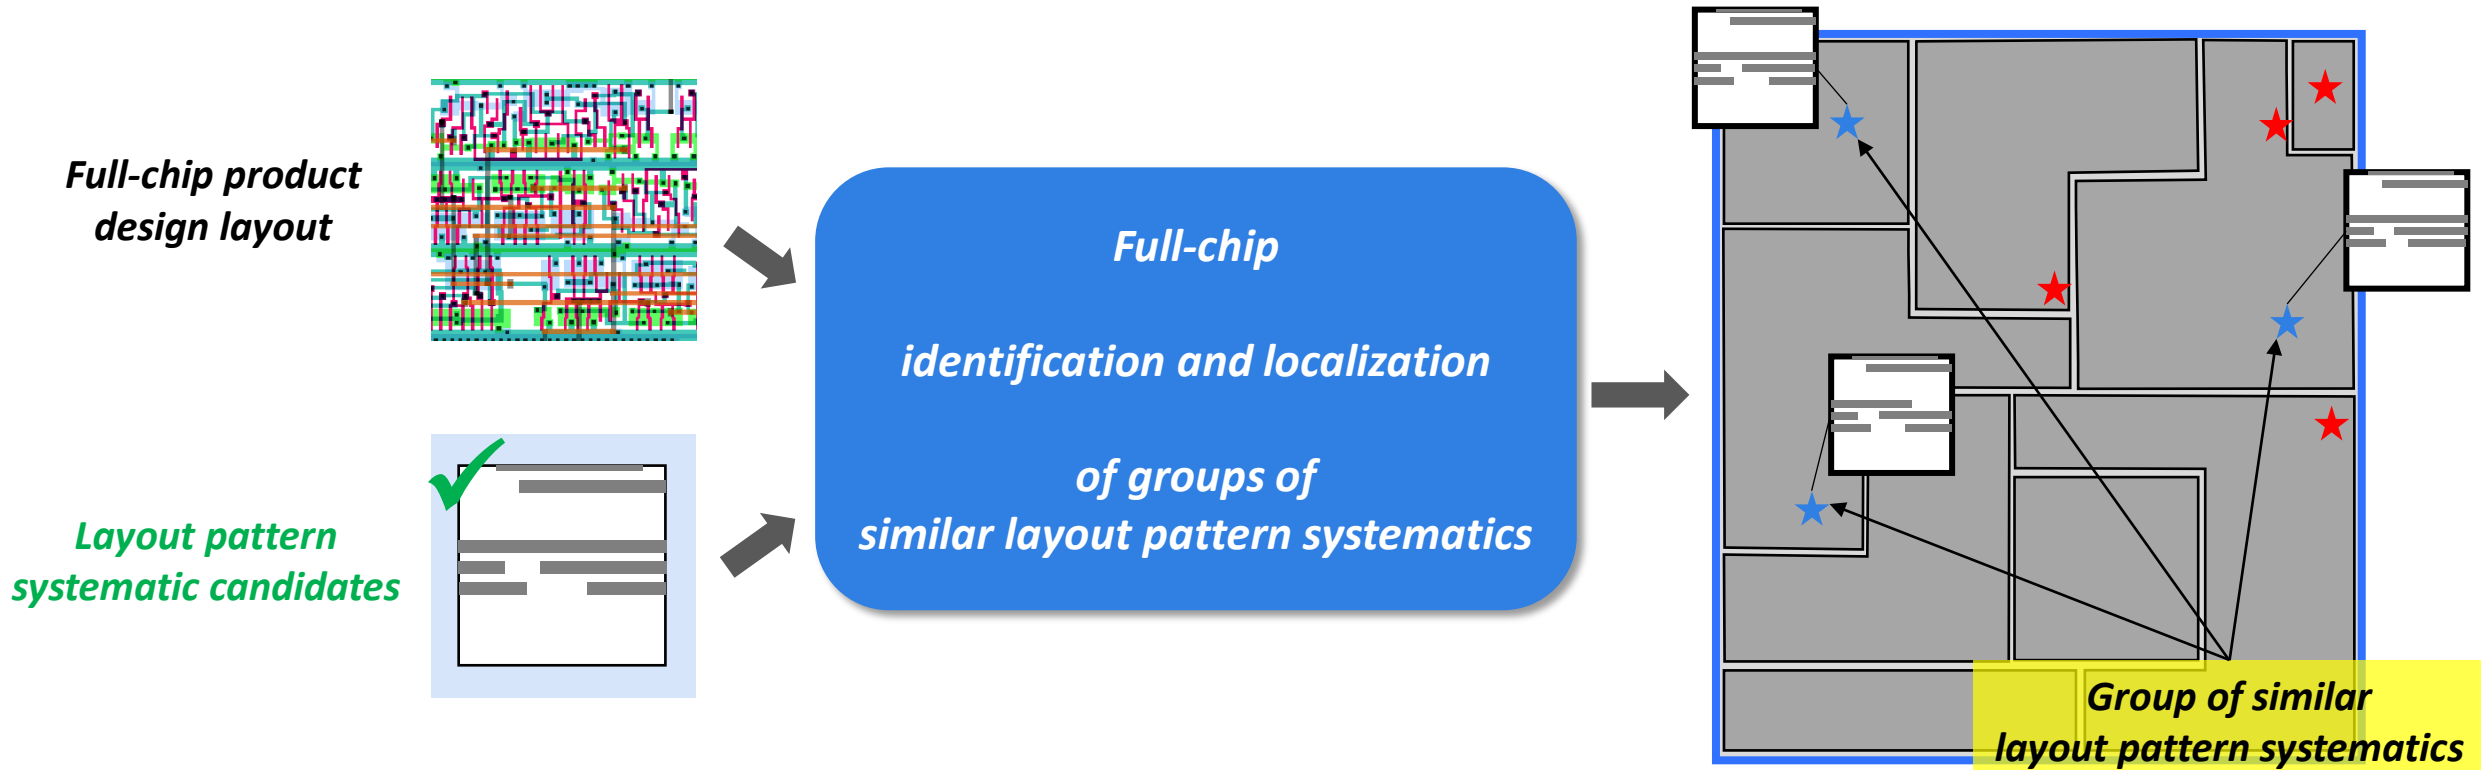 Full-chip product
design layout
Layout pattern
systematic candidates
Full-chip
identification and localization
of groups of
similar layout pattern systematics
Group of similar
layout pattern systematics